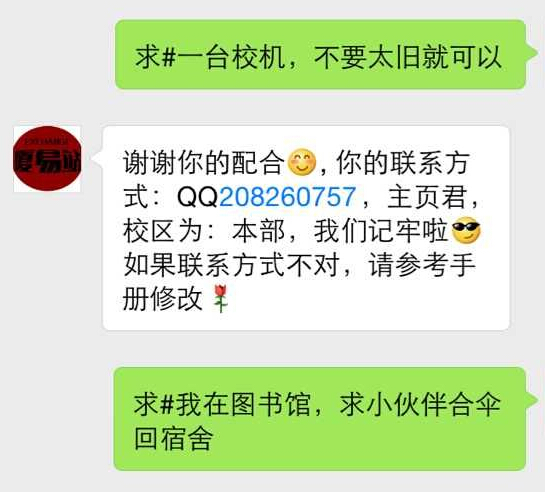 求#一台校机，不要太旧就可以
厦易站
谢谢你的配合😊，你的联系方
式：QQ208260757，主页君，
校区为：本部，我们记牢啦😎
如果联系方式不对，请参考手
册修改🌹
求#我在图书馆，求小伙伴合伞
回宿舍